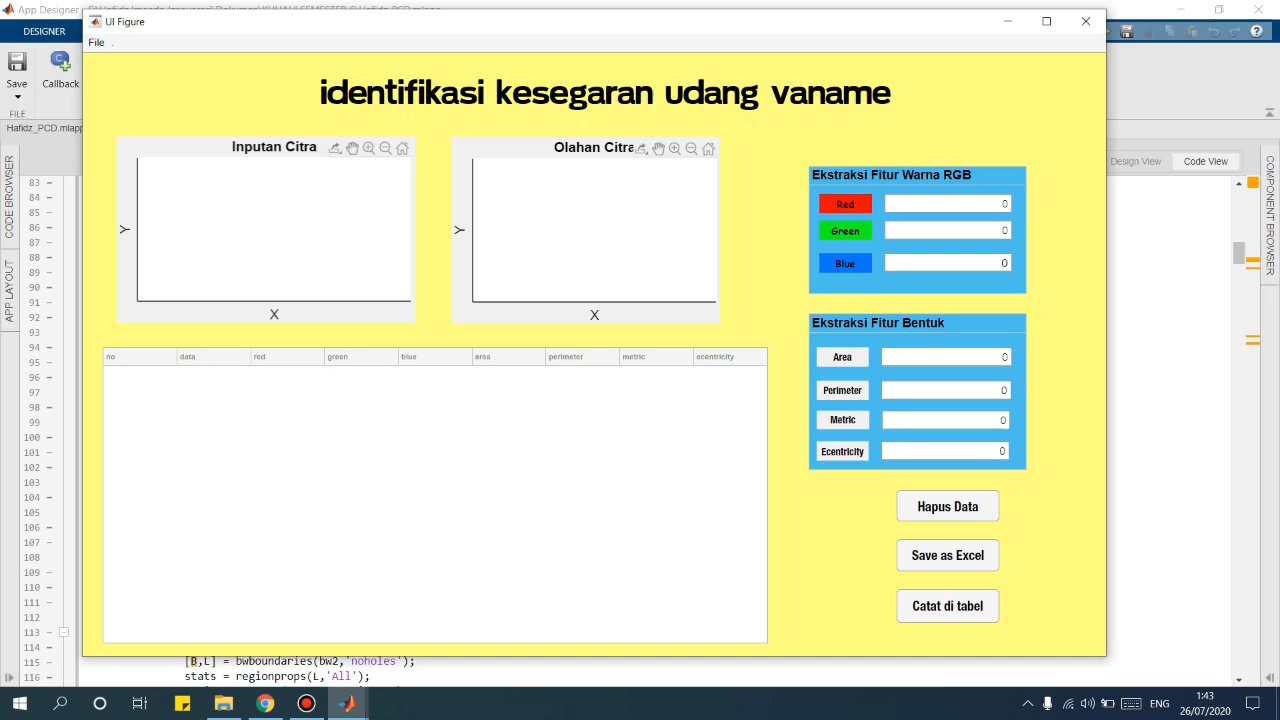 App Designer
UI Figure
DESIGNER
File .
Save
Callback
FILE
Hafidz_PCD.mlapp
identifikasi kesegaran udang vaname
Inputan Citra
Y
X
Olahan Citra
Y
X
Ekstraksi Fitur Warna RGB
Red 0
Green 0
Blue 0
Ekstraksi Fitur Bentuk
Area 0
Perimeter 0
Metric 0
Ecentricity 0
no data red green blue area perimeter metric ecentricity
Hapus Data
Save as Excel
Catat di tabel
Design View Code View
CODE BROWSER
APP LAYOUT
COMPONENT BROWSER
83
84
85
86
87
88
89
90
91
92
93
94
95
96
97
98
99
100
101
102
103
104
105
106
107
108
109
110
111
112
113
114
115 [B,L] = bwboundaries(bw2,'noholes');
116 stats = regionprops(L,'All');
ENG
1:43
26/07/2020